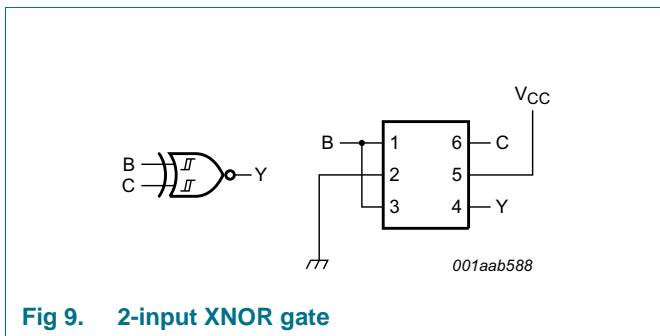 VCC
B 1 6 C
B 2 5
C Y 3 4 Y
001aab588
Fig 9. 2-input XNOR gate